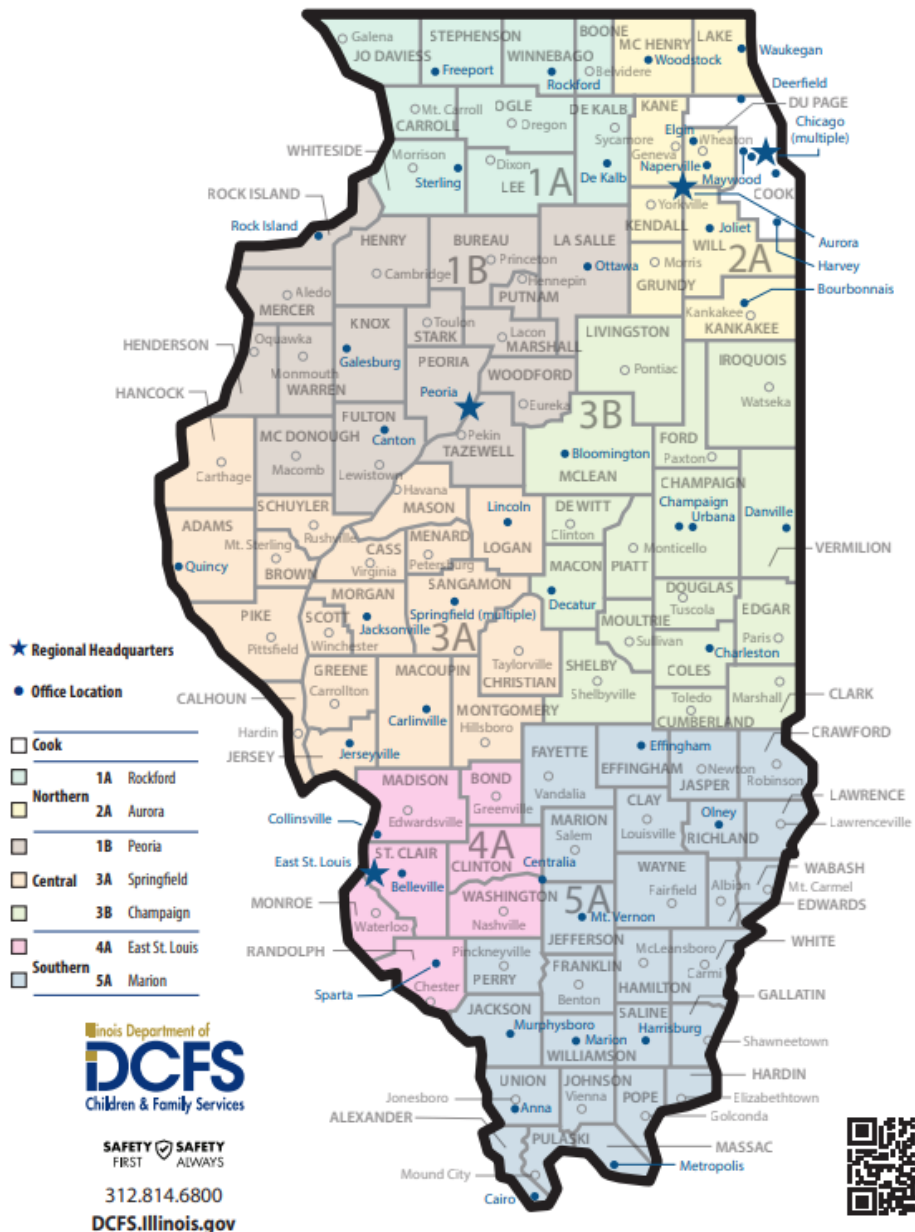 Galena
JO DAVIESS
STEPHENSON
Freeport
WINNEBAGO
Rockford
BOONE
Belvidere
MC HENRY
Woodstock
LAKE
Waukegan
Deerfield
DU PAGE
Chicago
(multiple)
Mt. Carroll
CARROLL
OGLE
Oregon
DE KALB
Sycamore
De Kalb
KANE
Elgin
Geneva
Wheaton
Naperville
Maywood
COOK
WHITESIDE
Morrison
Sterling
Dixon
LEE
1A
ROCK ISLAND
Rock Island
HENRY
Cambridge
BUREAU
1B
Princeton
Hennepin
PUTNAM
LA SALLE
Ottawa
Yorkville
KENDALL
Joliet
WILL
2A
Aurora
Harvey
Morris
GRUNDY
Bourbonnais
Kankakee
KANKAKEE
Aledo
MERCER
KNOX
Galesburg
Toulon
STARK
Lacon
MARSHALL
LIVINGSTON
Pontiac
IROQUOIS
Watseka
HENDERSON
Oquawka
Monmouth
WARREN
PEORIA
Peoria
WOODFORD
Eureka
HANCOCK
Carthage
MC DONOUGH
Macomb
FULTON
Canton
Lewistown
Pekin
TAZEWELL
3B
Bloomington
MCLEAN
FORD
Paxton
CHAMPAIGN
Champaign
Urbana
Danville
VERMILION
ADAMS
Quincy
SCHUYLER
Rushville
Mt. Sterling
BROWN
Havana
MASON
CASS
Virginia
MENARD
Petersburg
Lincoln
LOGAN
DE WITT
Clinton
MACON
Decatur
PIATT
Monticello
DOUGLAS
Tuscola
EDGAR
Paris
PIKE
Pittsfield
SCOTT
Winchester
MORGAN
Jacksonville
SANGAMON
Springfield (multiple)
3A
Taylorville
CHRISTIAN
MOULTRIE
Sullivan
SHELBY
Shelbyville
Charleston
COLES
Toledo
CUMBERLAND
Marshall
CLARK
CALHOUN
Hardin
GREENE
Carrollton
JERSEY
Jerseyville
MACOUPIN
Carlinville
MONTGOMERY
Hillsboro
FAYETTE
Vandalia
Effingham
EFFINGHAM
Newton
JASPER
CRAWFORD
Robinson
MADISON
Edwardsville
Collinsville
BOND
Greenville
MARION
Salem
CLAY
Louisville
Olney
RICHLAND
LAWRENCE
Lawrenceville
East St. Louis
ST. CLAIR
Belleville
CLINTON
4A
Centralia
WAYNE
Fairfield
Albion
WABASH
Mt. Carmel
EDWARDS
MONROE
Waterloo
WASHINGTON
Nashville
5A
Mt. Vernon
JEFFERSON
RANDOLPH
Chester
Sparta
Pinckneyville
PERRY
FRANKLIN
Benton
McLeansboro
HAMILTON
WHITE
Carmi
GALLATIN
Shawneetown
JACKSON
Murphysboro
Marion
WILLIAMSON
SALINE
Harrisburg
HARDIN
Elizabethtown
Jonesboro
UNION
Anna
JOHNSON
Vienna
POPE
Golconda
ALEXANDER
PULASKI
MASSAC
Metropolis
Mound City
Cairo
Regional Headquarters
Office Location
Cook
Northern
1A Rockford
2A Aurora
Central
1B Peoria
3A Springfield
3B Champaign
Southern
4A East St. Louis
5A Marion
Illinois Department of
DCFS
Children & Family Services
SAFETY SAFETY
FIRST ALWAYS
312.814.6800
DCFS.Illinois.gov